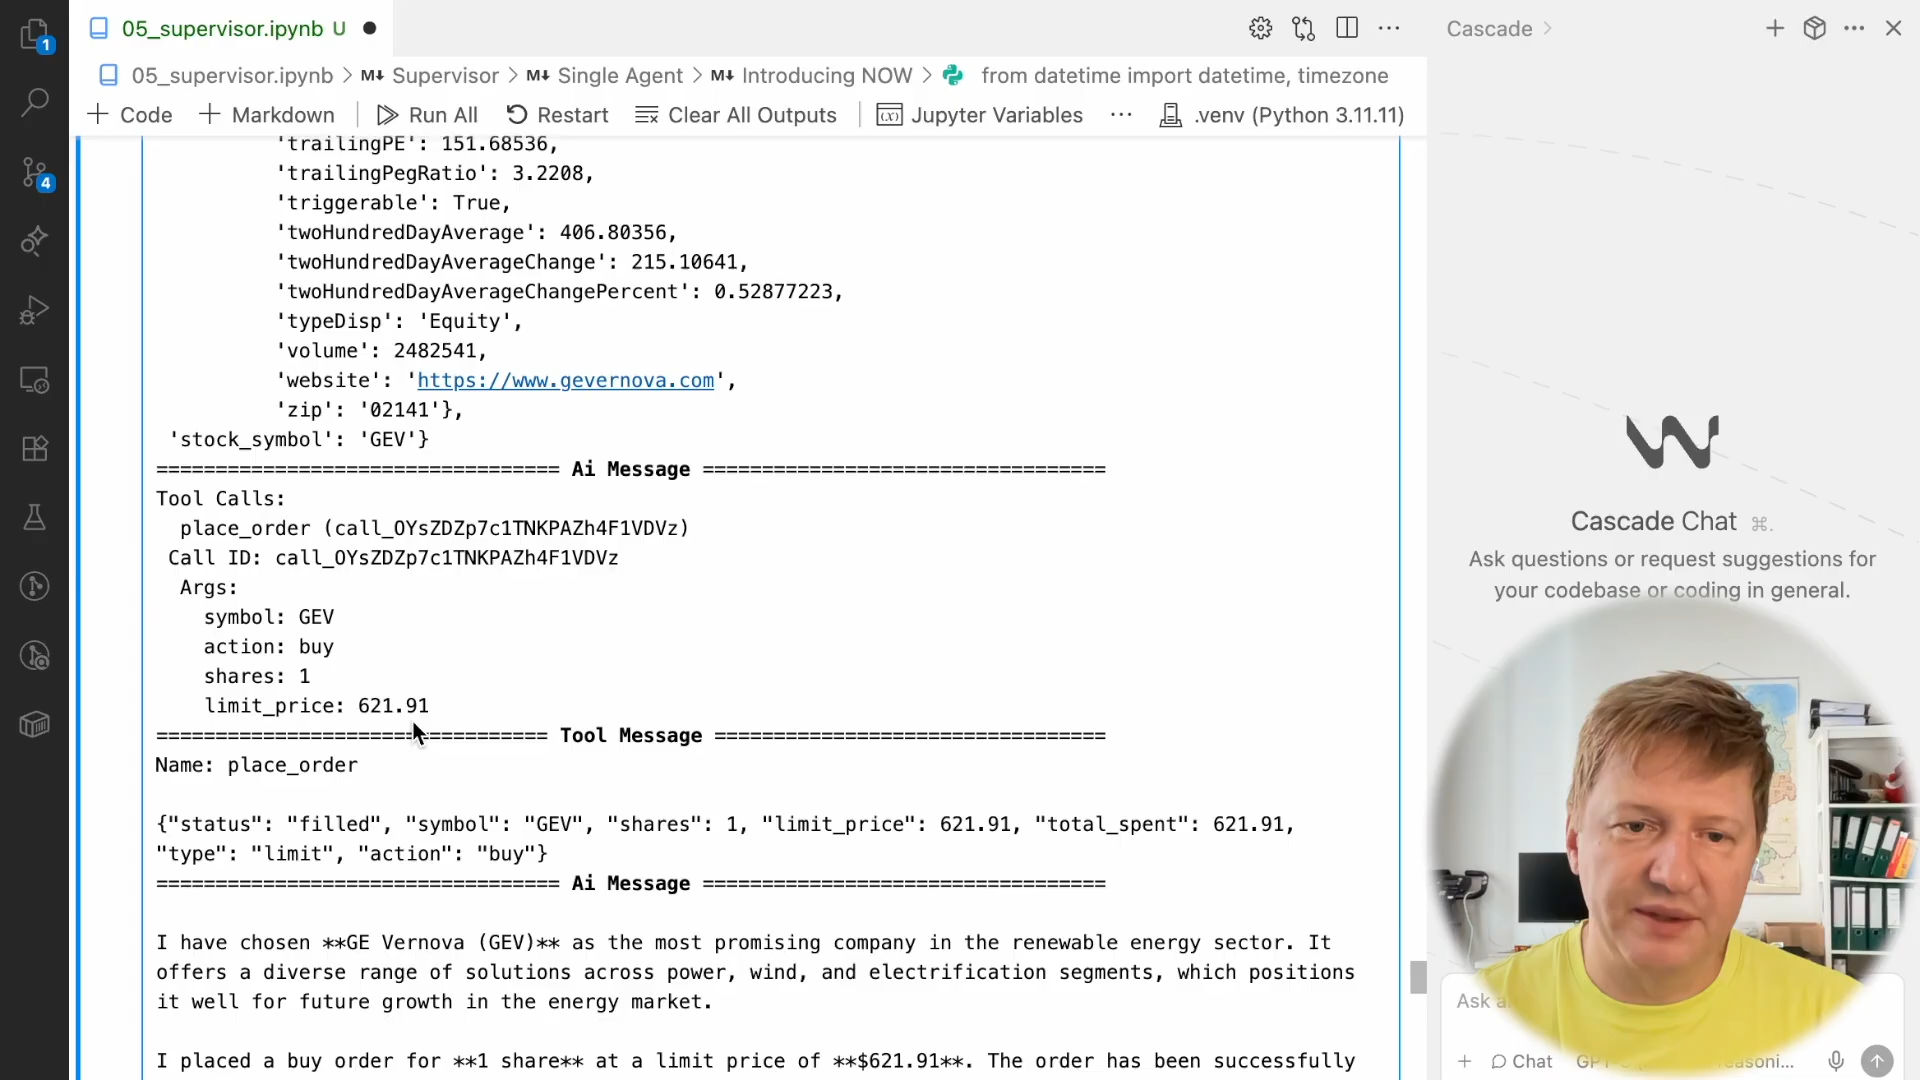 05_supervisor.ipynb U
05_supervisor.ipynb > M↓ Supervisor > M↓ Single Agent > M↓ Introducing NOW > from datetime import datetime, timezone
+ Code + Markdown | Run All Restart Clear All Outputs | Jupyter Variables ... .venv (Python 3.11.11)
1
4
'trailingPE': 151.68536,
'trailingPegRatio': 3.2208,
'triggerable': True,
'twoHundredDayAverage': 406.80356,
'twoHundredDayAverageChange': 215.10641,
'twoHundredDayAverageChangePercent': 0.52877223,
'typeDisp': 'Equity',
'volume': 2482541,
'website': 'https://www.gevernova.com',
'zip': '02141'},
'stock_symbol': 'GEV'}
================================== Ai Message ==================================
Tool Calls:
place_order (call_OYsZDZp7c1TNKPAZh4F1VDVz)
Call ID: call_OYsZDZp7c1TNKPAZh4F1VDVz
Args:
symbol: GEV
action: buy
shares: 1
limit_price: 621.91
================================= Tool Message =================================
Name: place_order
{"status": "filled", "symbol": "GEV", "shares": 1, "limit_price": 621.91, "total_spent": 621.91,
"type": "limit", "action": "buy"}
================================== Ai Message ==================================
I have chosen **GE Vernova (GEV)** as the most promising company in the renewable energy sector. It
offers a diverse range of solutions across power, wind, and electrification segments, which positions
it well for future growth in the energy market.
I placed a buy order for **1 share** at a limit price of **$621.91**. The order has been successfully
Cascade >
Cascade Chat ⌘.
Ask questions or request suggestions for
your codebase or coding in general.
Ask
+ Chat